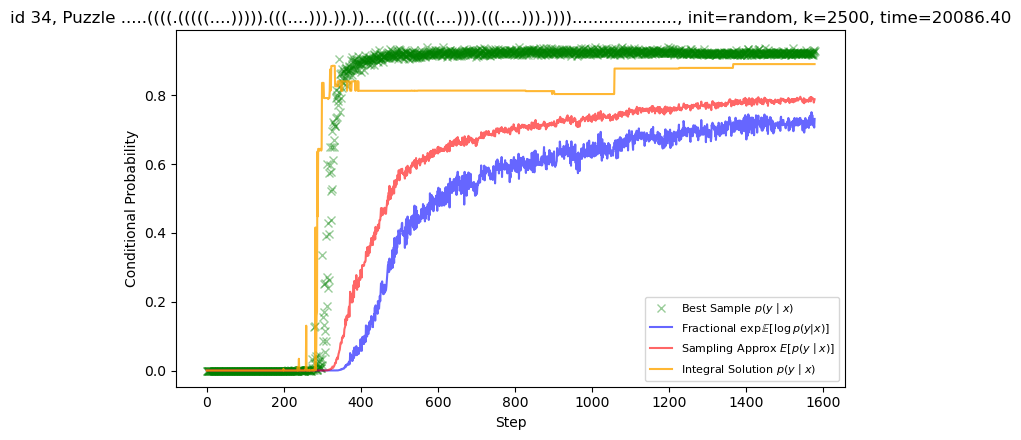 id 34, Puzzle .....((((.(((((....))))).(((....))).)).))....((((.(((....))).(((....))).))))....................., init=random, k=2500, time=20086.40
Conditional Probability
0.8
0.6
0.4
0.2
0.0
Best Sample p(y | x)
Fractional exp𝔼[log p(y|x)]
Sampling Approx E[p(y | x)]
Integral Solution p(y | x)
0 200 400 600 800 1000 1200 1400 1600
Step